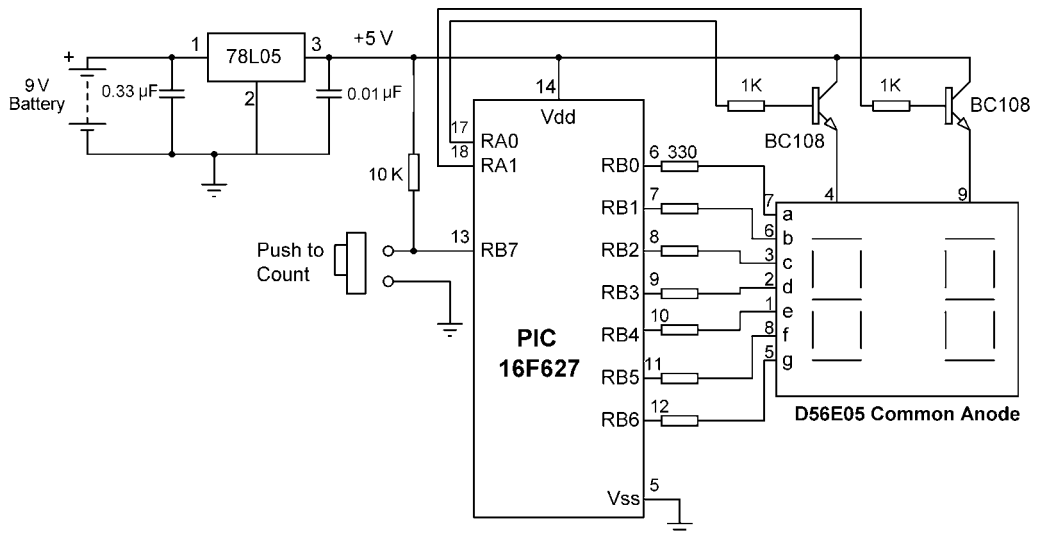 +5 V
1
78L05
3
2
+
9 V
Battery
0.33 µF
0.01 µF
14
Vdd
1K
BC108
1K
BC108
17
RA0
18
RA1
10 K
13
RB7
Push to
Count
PIC
16F627
RB0
6
330
RB1
7
RB2
8
RB3
9
RB4
10
RB5
11
RB6
12
Vss
5
4
9
7
a
6
b
3
c
2
d
1
e
8
f
5
g
D56E05 Common Anode